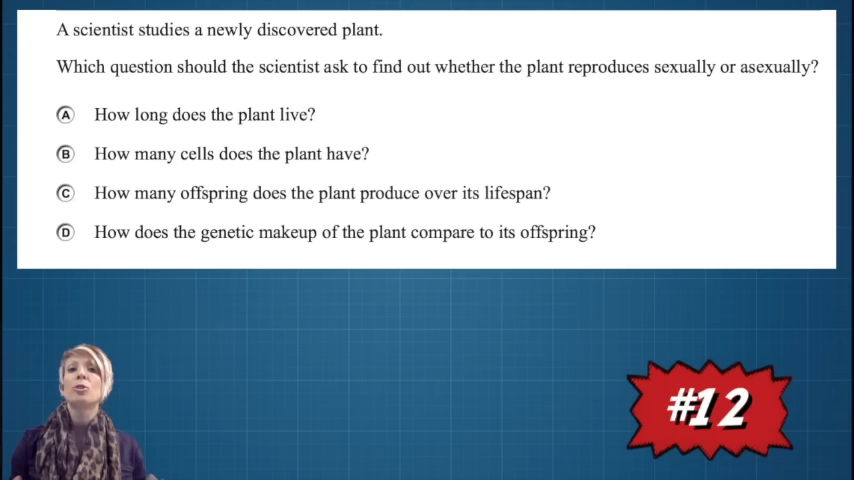 A scientist studies a newly discovered plant.
Which question should the scientist ask to find out whether the plant reproduces sexually or asexually?
A How long does the plant live?
B How many cells does the plant have?
C How many offspring does the plant produce over its lifespan?
D How does the genetic makeup of the plant compare to its offspring?
#12